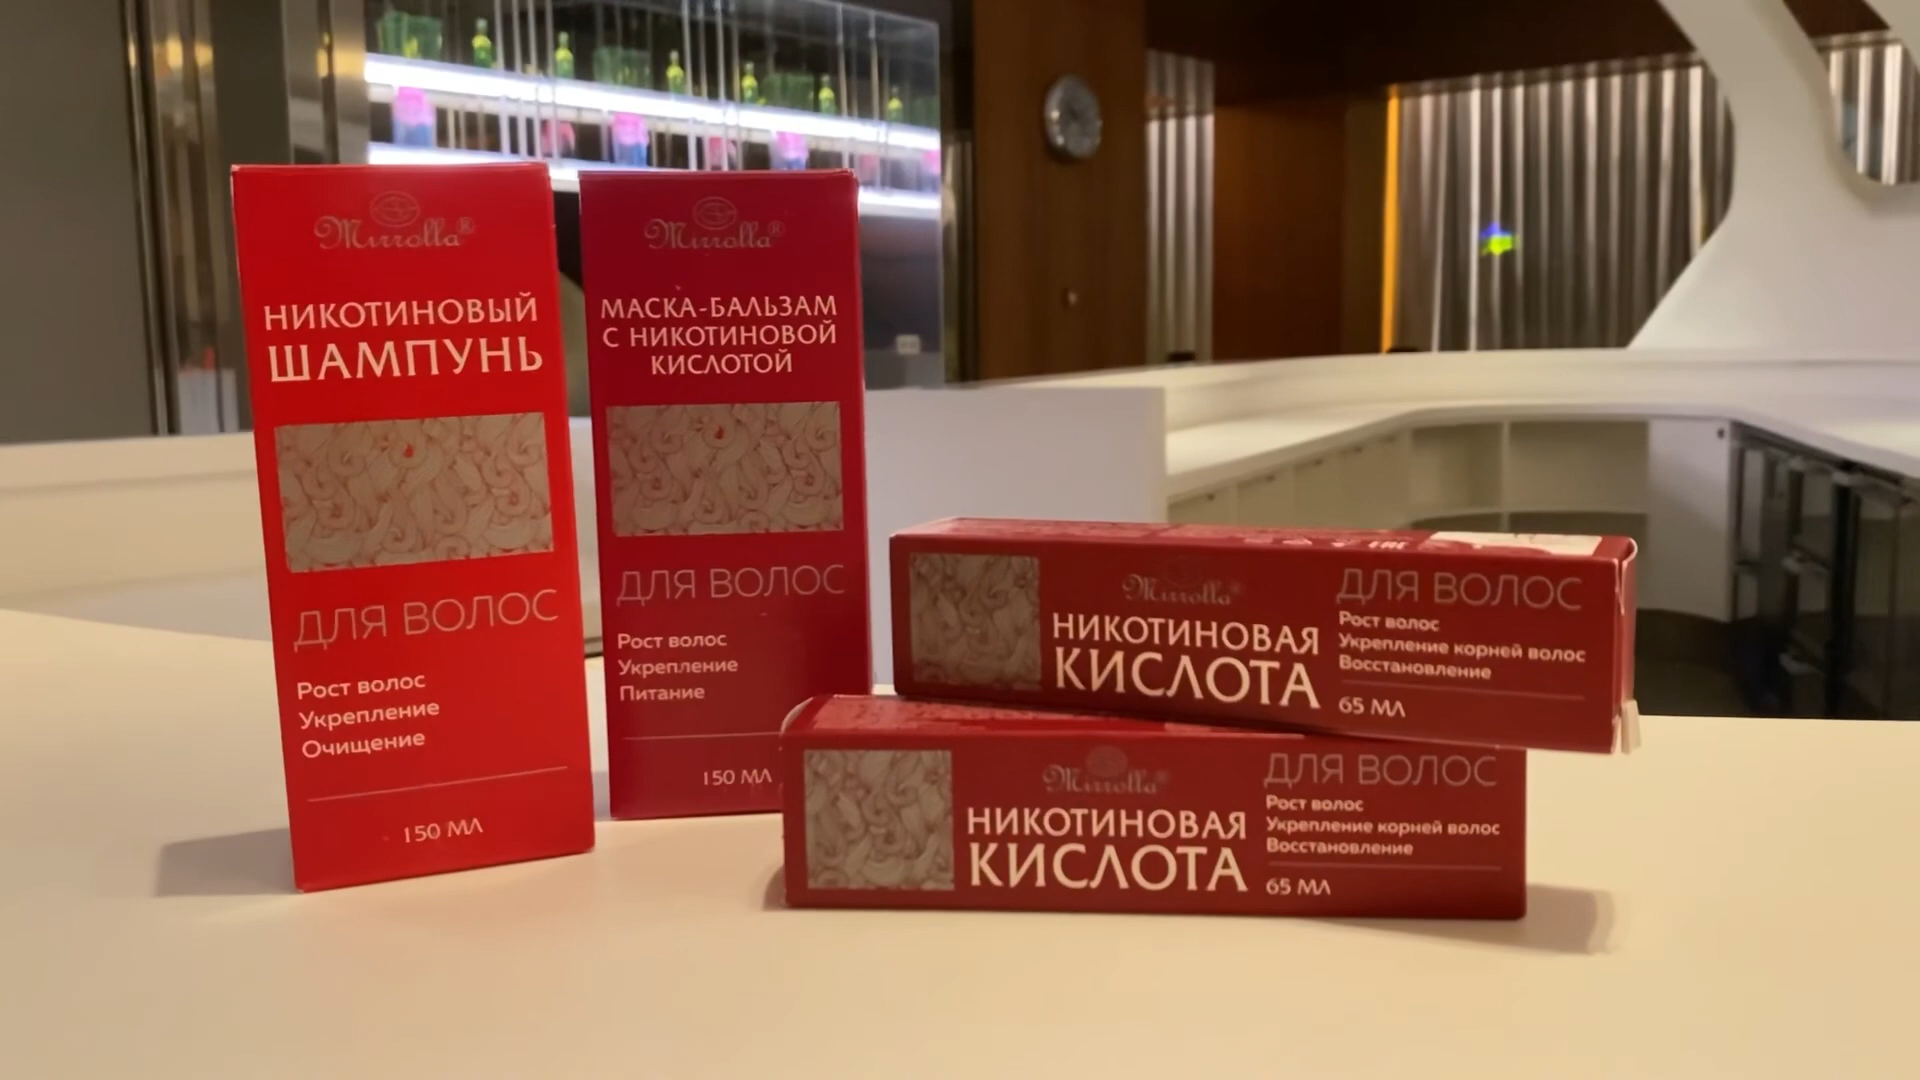 Mirrolla®
НИКОТИНОВЫЙ
ШАМПУНЬ
ДЛЯ ВОЛОС
Рост волос
Укрепление
Очищение
150 МЛ
Mirrolla®
МАСКА-БАЛЬЗАМ
С НИКОТИНОВОЙ
КИСЛОТОЙ
ДЛЯ ВОЛОС
Рост волос
Укрепление
Питание
150 МЛ
Mirrolla®
НИКОТИНОВАЯ
КИСЛОТА
ДЛЯ ВОЛОС
Рост волос
Укрепление корней волос
Восстановление
65 МЛ
Mirrolla®
НИКОТИНОВАЯ
КИСЛОТА
ДЛЯ ВОЛОС
Рост волос
Укрепление корней волос
Восстановление
65 МЛ